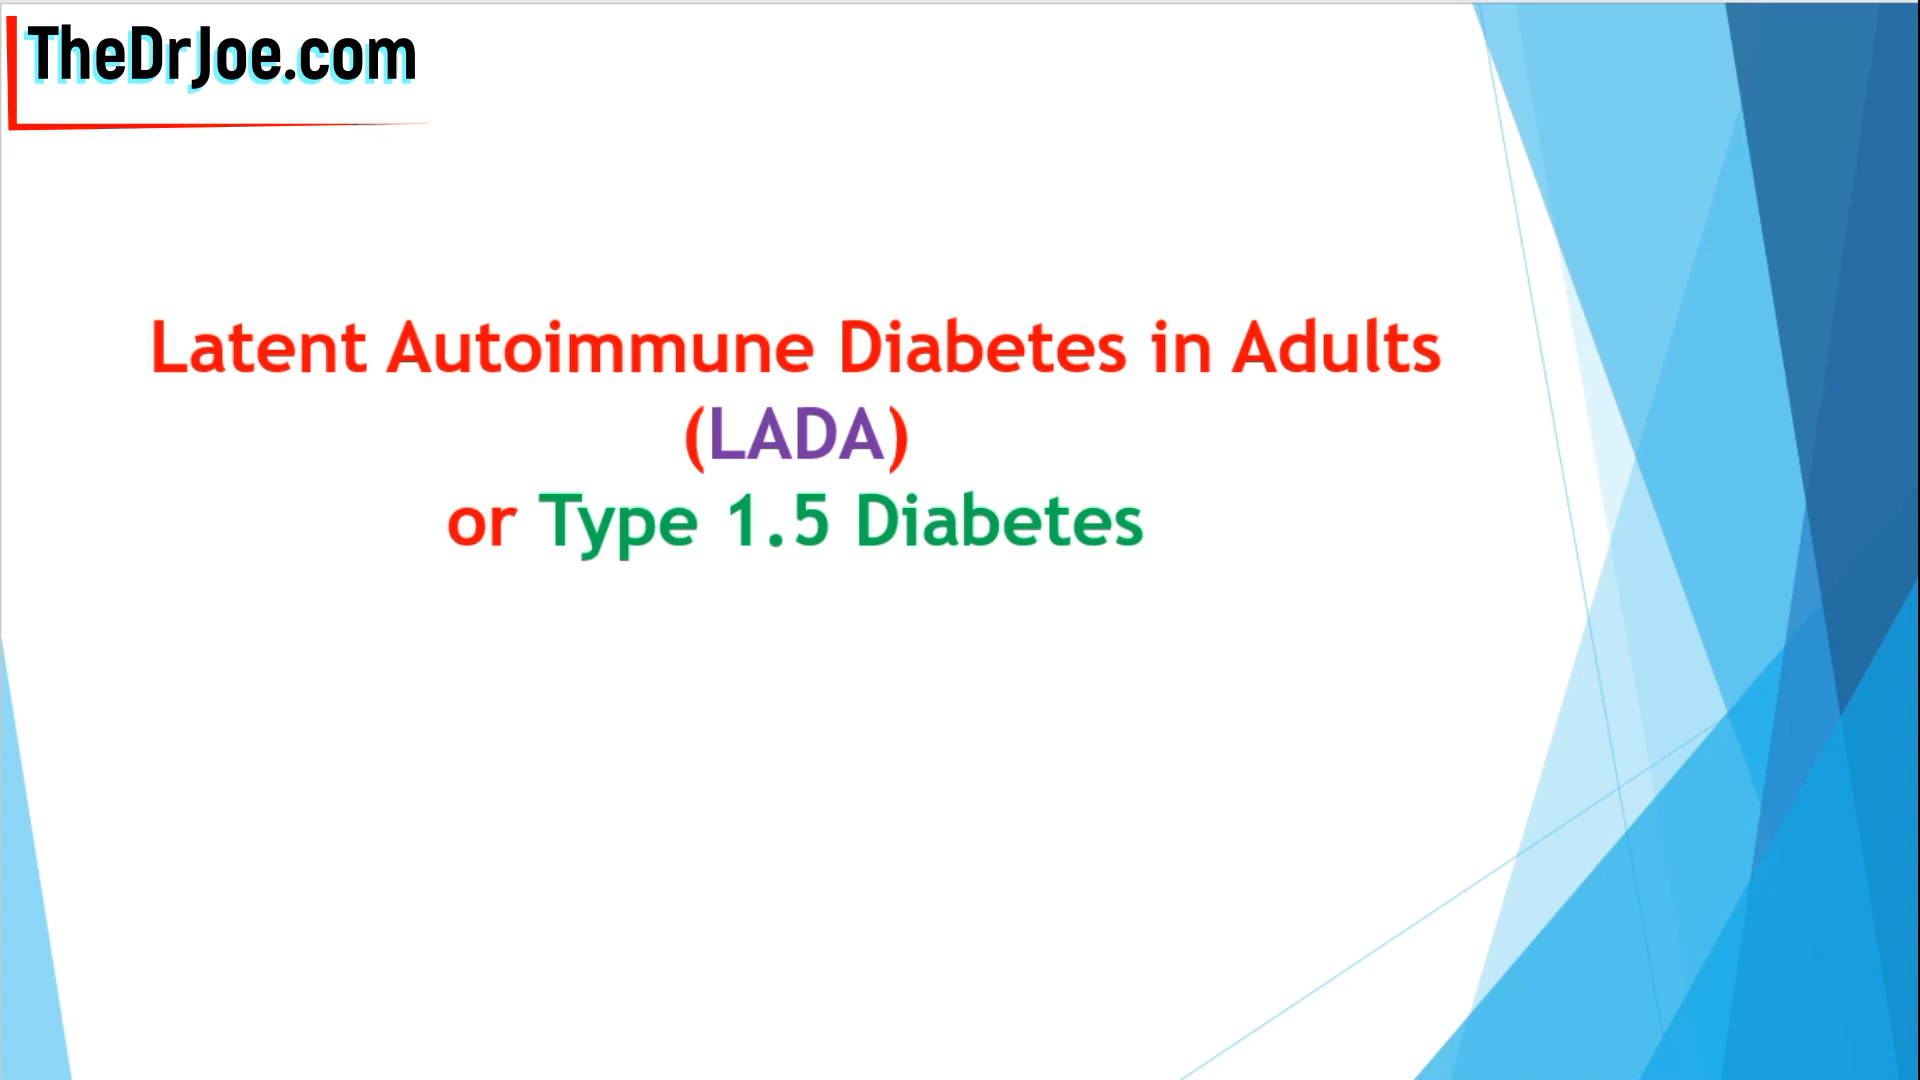 TheDrJoe.com
Latent Autoimmune Diabetes in Adults
(LADA)
or Type 1.5 Diabetes